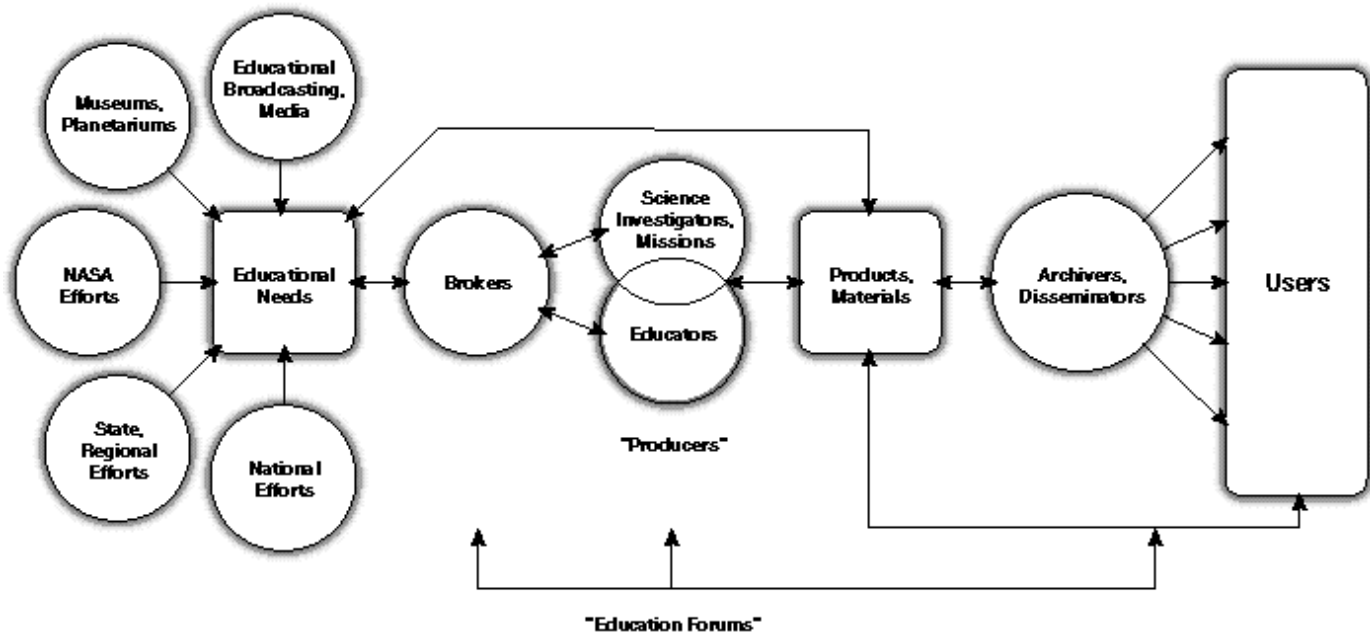 Museums,
Planetariums
Educational
Broadcasting,
Media
NASA
Efforts
Educational
Needs
State,
Regional
Efforts
National
Efforts
Brokers
Science
Investigators,
Missions
Educators
"Producers"
Products,
Materials
Archivers,
Disseminators
Users
"Education Forums"